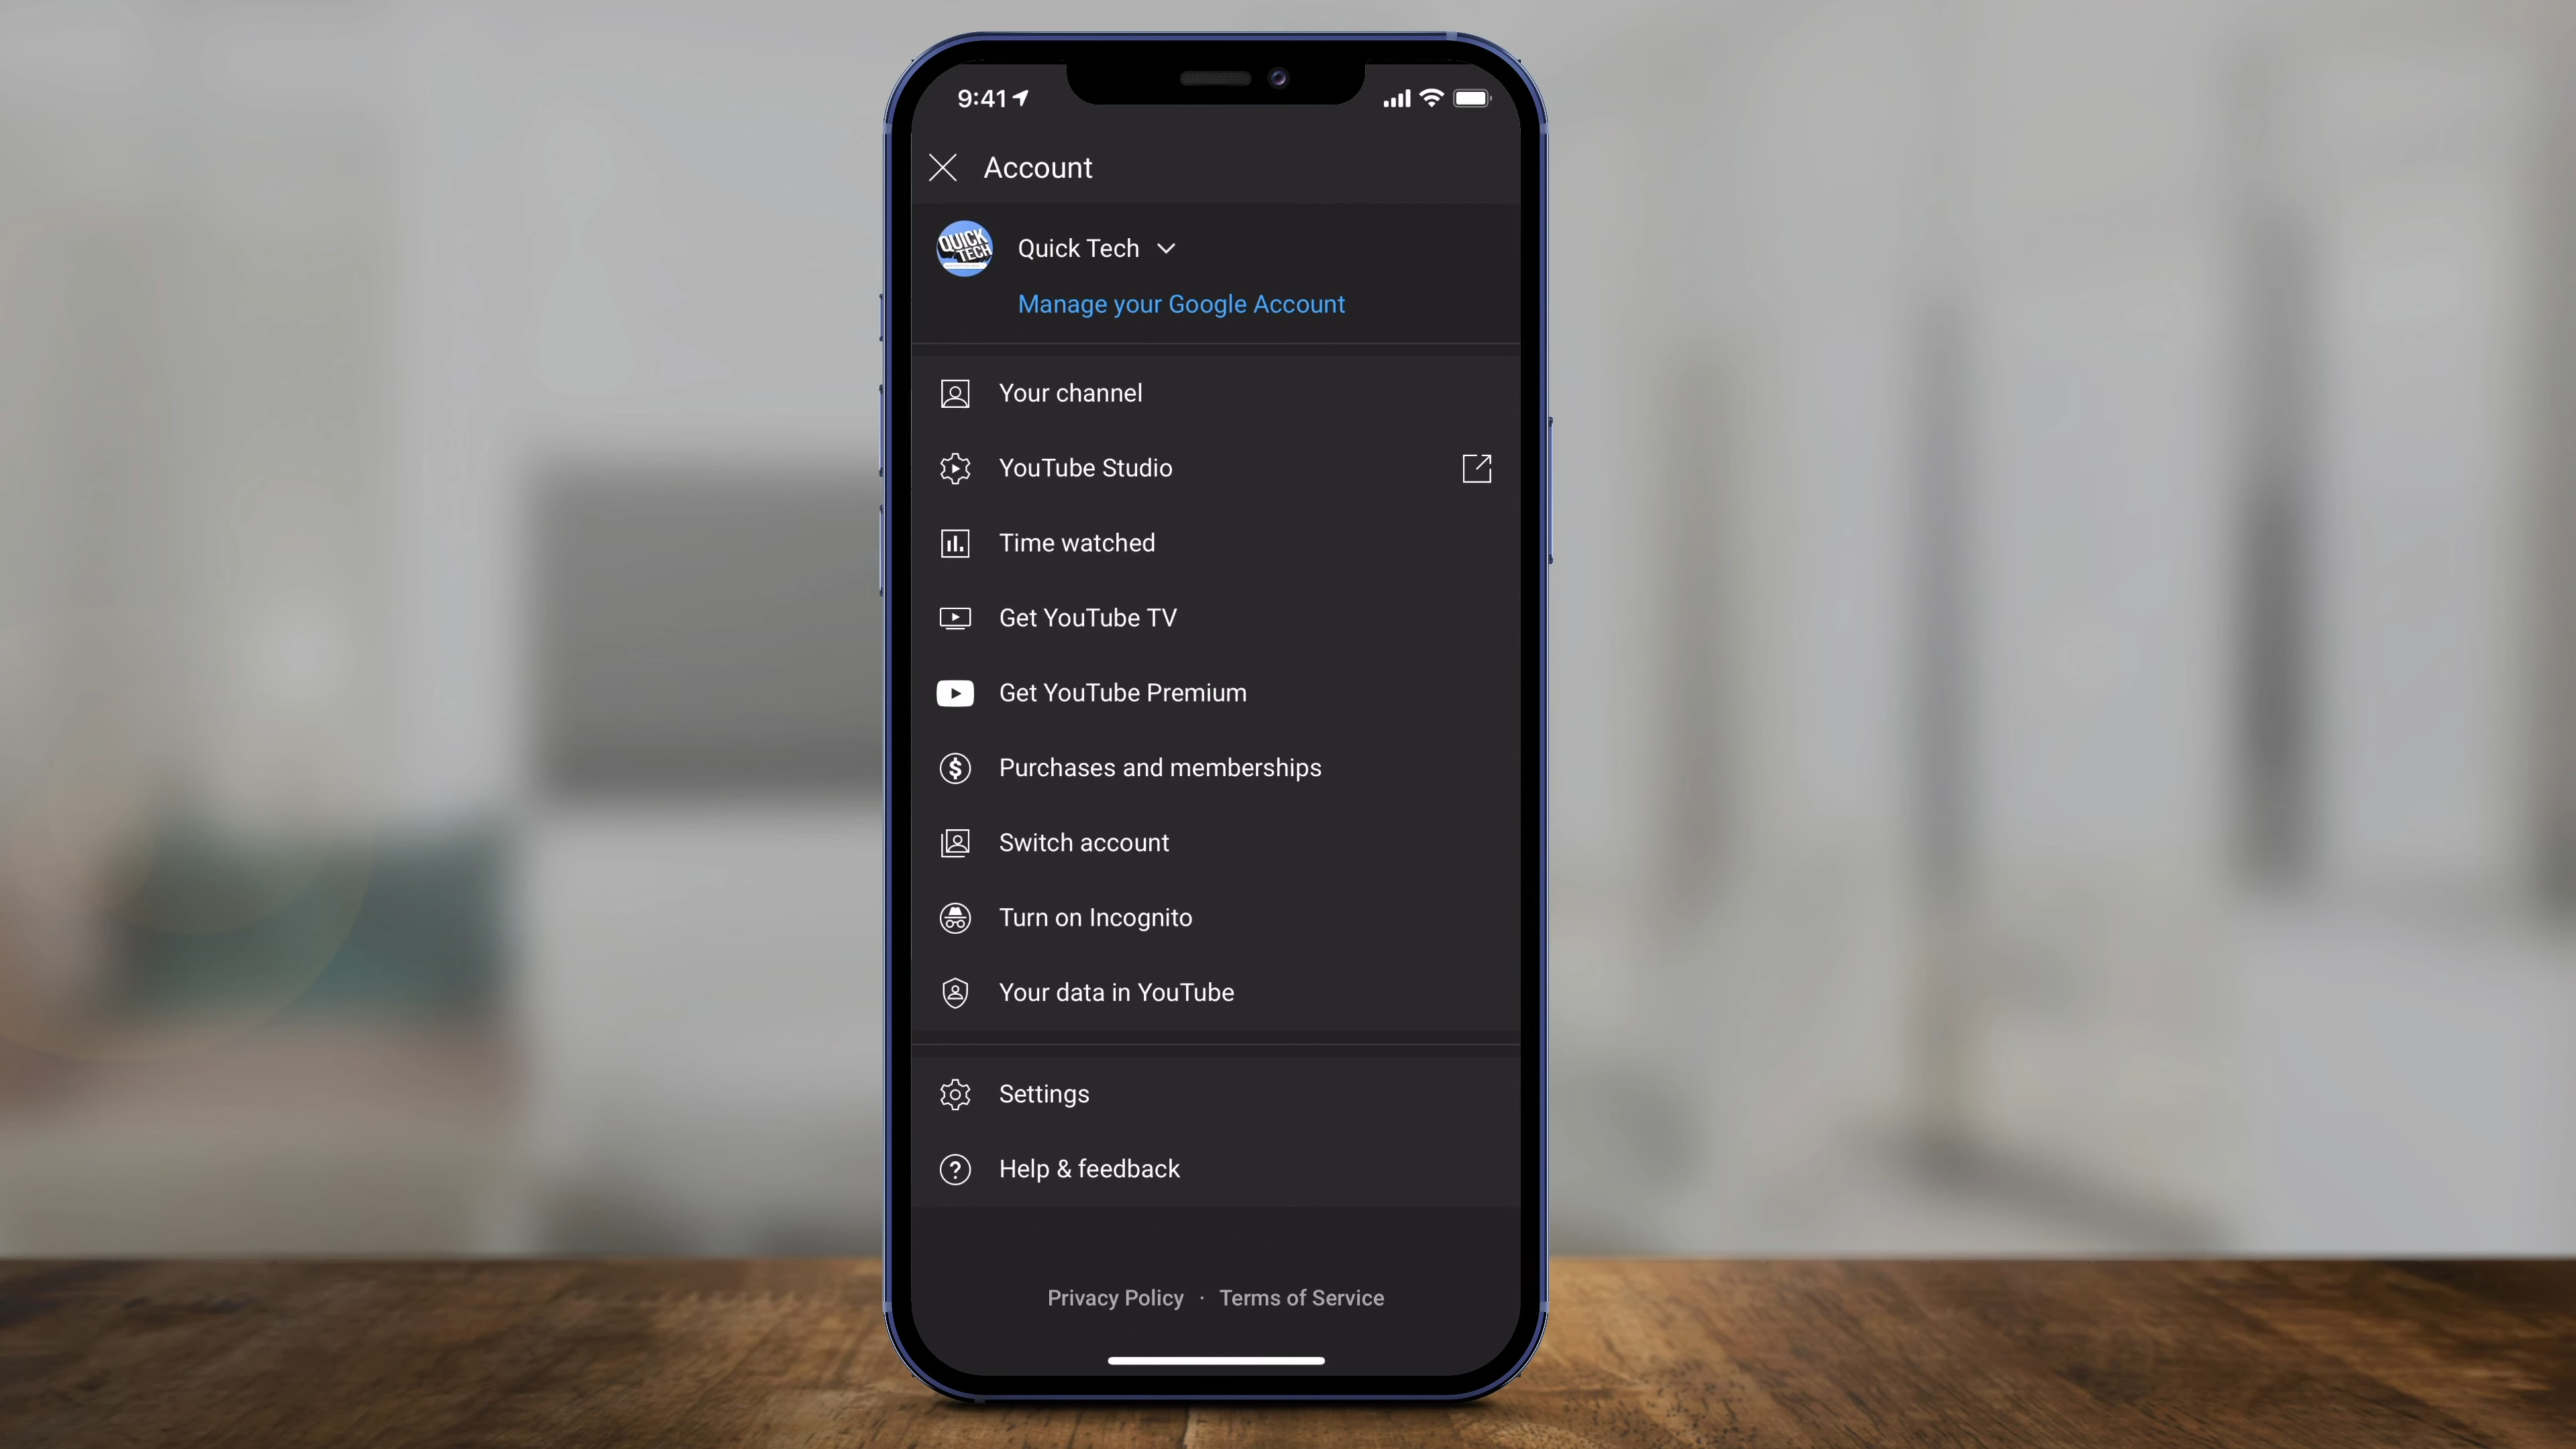 9:41
Account
QUICK
TECH
Quick Tech
Manage your Google Account
Your channel
YouTube Studio
Time watched
Get YouTube TV
Get YouTube Premium
Purchases and memberships
Switch account
Turn on Incognito
Your data in YouTube
Settings
Help & feedback
Privacy Policy · Terms of Service